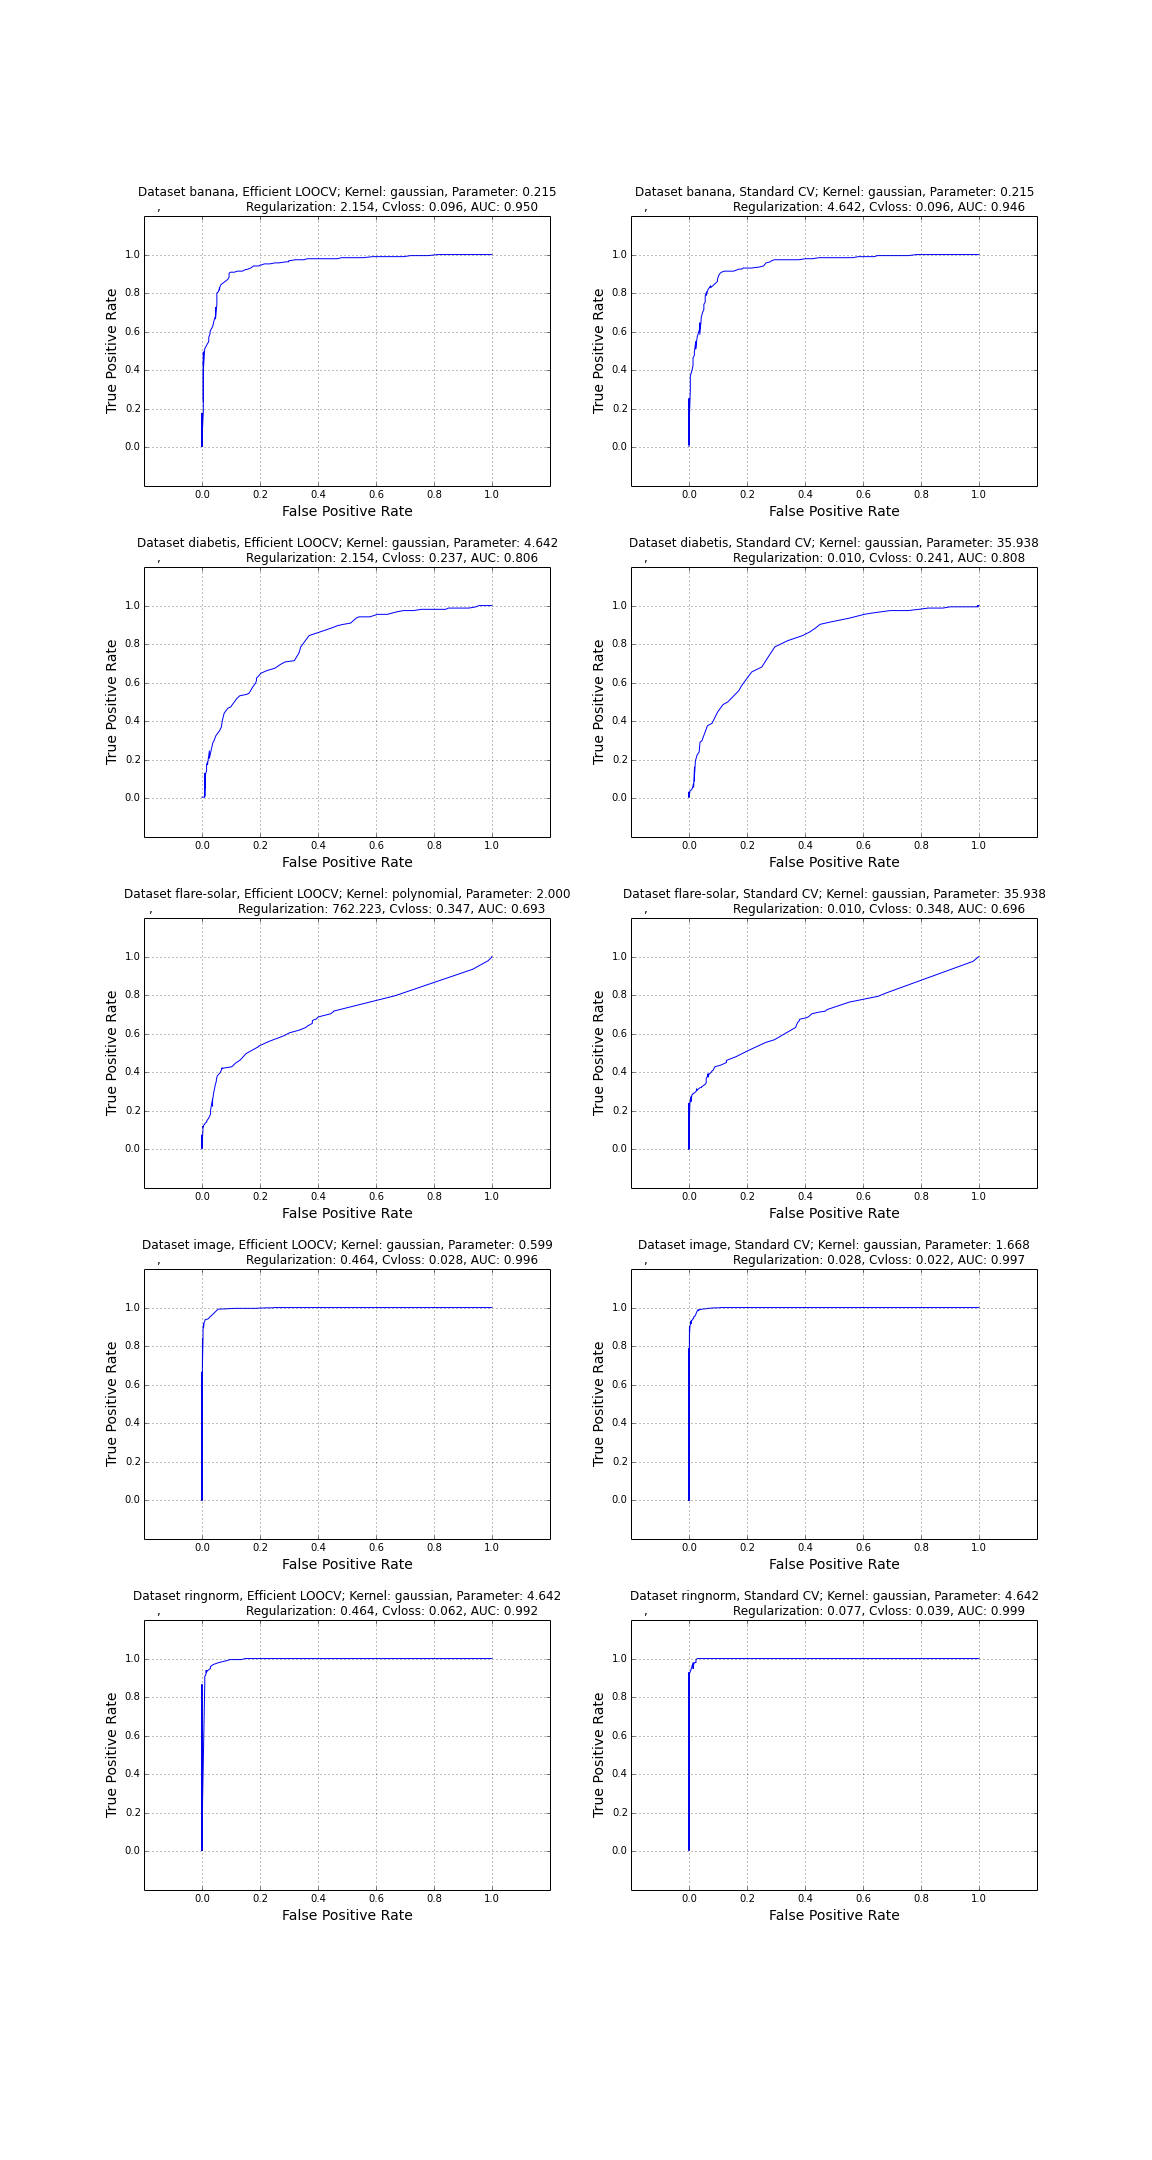 Dataset banana, Efficient LOOCV; Kernel: gaussian, Parameter: 0.215
, Regularization: 2.154, Cvloss: 0.096, AUC: 0.950
True Positive Rate
1.0
0.8
0.6
0.4
0.2
0.0
0.0 0.2 0.4 0.6 0.8 1.0
False Positive Rate
Dataset banana, Standard CV; Kernel: gaussian, Parameter: 0.215
, Regularization: 4.642, Cvloss: 0.096, AUC: 0.946
True Positive Rate
1.0
0.8
0.6
0.4
0.2
0.0
0.0 0.2 0.4 0.6 0.8 1.0
False Positive Rate
Dataset diabetis, Efficient LOOCV; Kernel: gaussian, Parameter: 4.642
, Regularization: 2.154, Cvloss: 0.237, AUC: 0.806
True Positive Rate
1.0
0.8
0.6
0.4
0.2
0.0
0.0 0.2 0.4 0.6 0.8 1.0
False Positive Rate
Dataset diabetis, Standard CV; Kernel: gaussian, Parameter: 35.938
, Regularization: 0.010, Cvloss: 0.241, AUC: 0.808
True Positive Rate
1.0
0.8
0.6
0.4
0.2
0.0
0.0 0.2 0.4 0.6 0.8 1.0
False Positive Rate
Dataset flare-solar, Efficient LOOCV; Kernel: polynomial, Parameter: 2.000
, Regularization: 762.223, Cvloss: 0.347, AUC: 0.693
True Positive Rate
1.0
0.8
0.6
0.4
0.2
0.0
0.0 0.2 0.4 0.6 0.8 1.0
False Positive Rate
Dataset flare-solar, Standard CV; Kernel: gaussian, Parameter: 35.938
, Regularization: 0.010, Cvloss: 0.348, AUC: 0.696
True Positive Rate
1.0
0.8
0.6
0.4
0.2
0.0
0.0 0.2 0.4 0.6 0.8 1.0
False Positive Rate
Dataset image, Efficient LOOCV; Kernel: gaussian, Parameter: 0.599
, Regularization: 0.464, Cvloss: 0.028, AUC: 0.996
True Positive Rate
1.0
0.8
0.6
0.4
0.2
0.0
0.0 0.2 0.4 0.6 0.8 1.0
False Positive Rate
Dataset image, Standard CV; Kernel: gaussian, Parameter: 1.668
, Regularization: 0.028, Cvloss: 0.022, AUC: 0.997
True Positive Rate
1.0
0.8
0.6
0.4
0.2
0.0
0.0 0.2 0.4 0.6 0.8 1.0
False Positive Rate
Dataset ringnorm, Efficient LOOCV; Kernel: gaussian, Parameter: 4.642
, Regularization: 0.464, Cvloss: 0.062, AUC: 0.992
True Positive Rate
1.0
0.8
0.6
0.4
0.2
0.0
0.0 0.2 0.4 0.6 0.8 1.0
False Positive Rate
Dataset ringnorm, Standard CV; Kernel: gaussian, Parameter: 4.642
, Regularization: 0.077, Cvloss: 0.039, AUC: 0.999
True Positive Rate
1.0
0.8
0.6
0.4
0.2
0.0
0.0 0.2 0.4 0.6 0.8 1.0
False Positive Rate